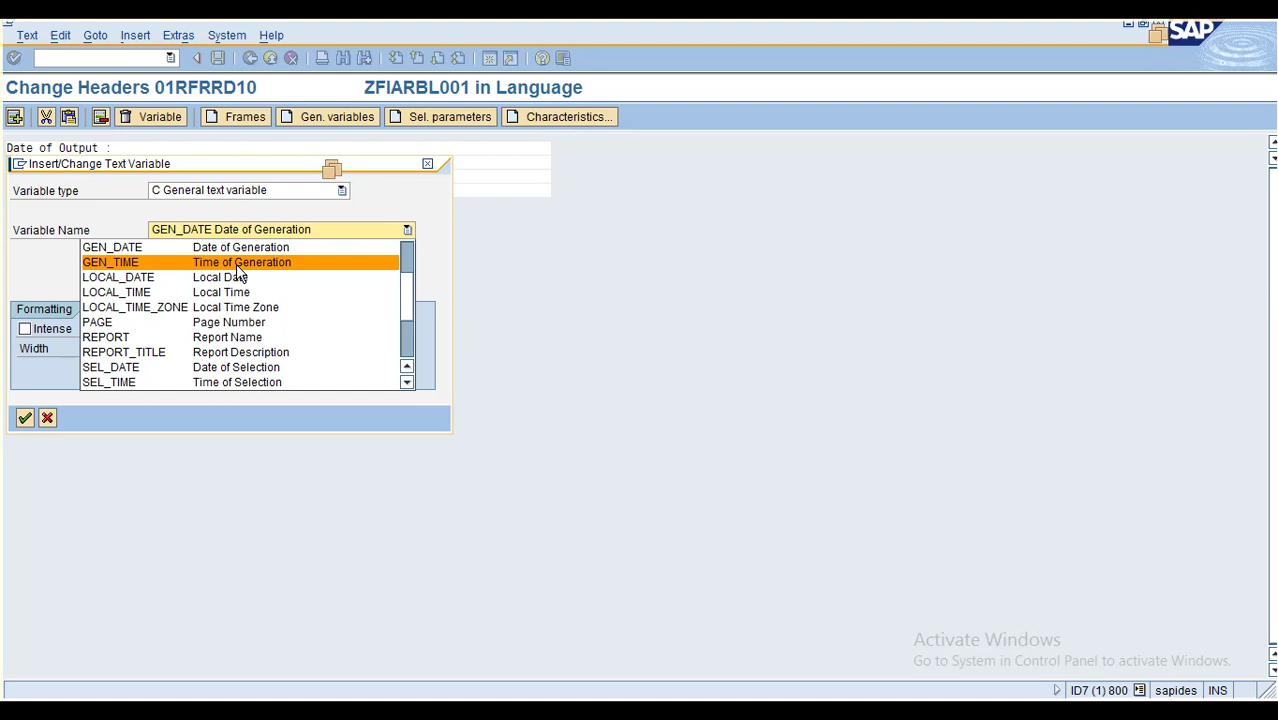 Text Edit Goto Insert Extras System Help
SAP
Change Headers 01RFRRD10 ZFIARBL001 in Language
Variable Frames Gen. variables Sel. parameters Characteristics...
Date of Output :
Insert/Change Text Variable
Variable type C General text variable
Variable Name GEN_DATE Date of Generation
GEN_DATE Date of Generation
GEN_TIME Time of Generation
LOCAL_DATE Local Date
LOCAL_TIME Local Time
LOCAL_TIME_ZONE Local Time Zone
Formatting
PAGE Page Number
Intense
REPORT Report Name
Width
REPORT_TITLE Report Description
SEL_DATE Date of Selection
SEL_TIME Time of Selection
Activate Windows
Go to System in Control Panel to activate Windows.
ID7 (1) 800 sapides INS